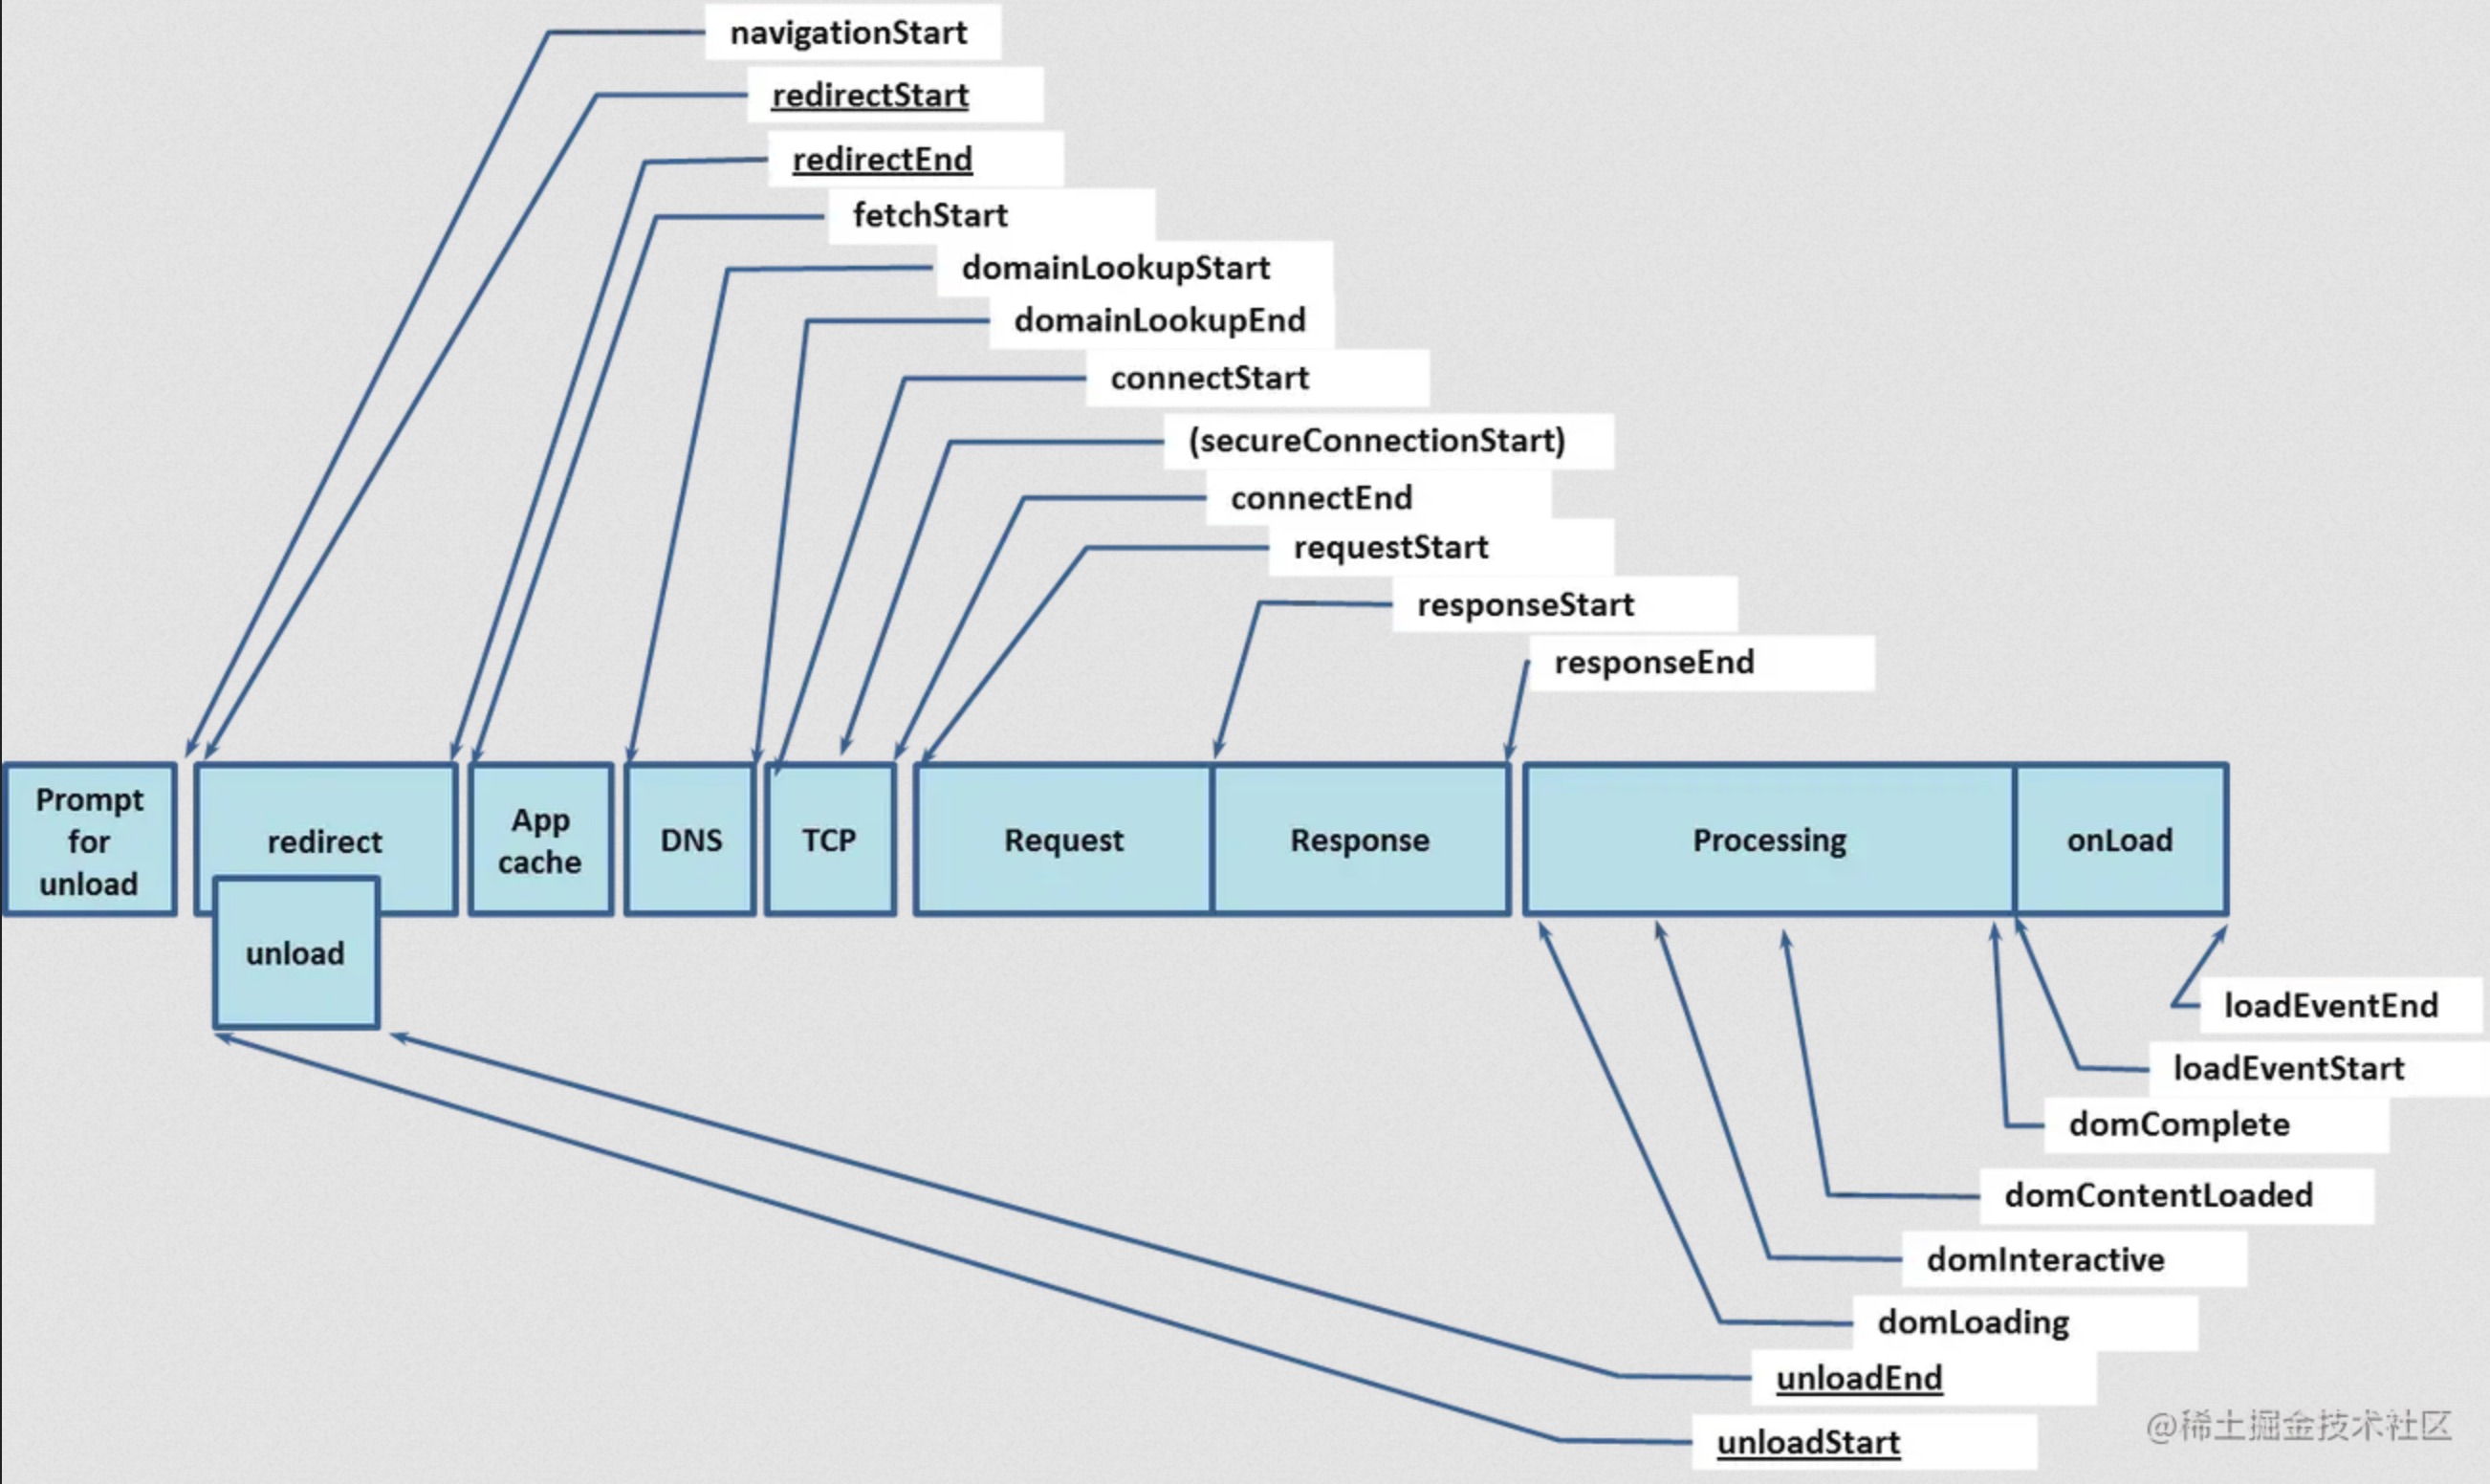 navigationStart
redirectStart
redirectEnd
fetchStart
domainLookupStart
domainLookupEnd
connectStart
(secureConnectionStart)
connectEnd
requestStart
responseStart
responseEnd
Prompt
for
unload
redirect
unload
App
cache
DNS
TCP
Request
Response
Processing
onLoad
loadEventEnd
loadEventStart
domComplete
domContentLoaded
domInteractive
domLoading
unloadEnd
unloadStart
@稀土掘金技术社区